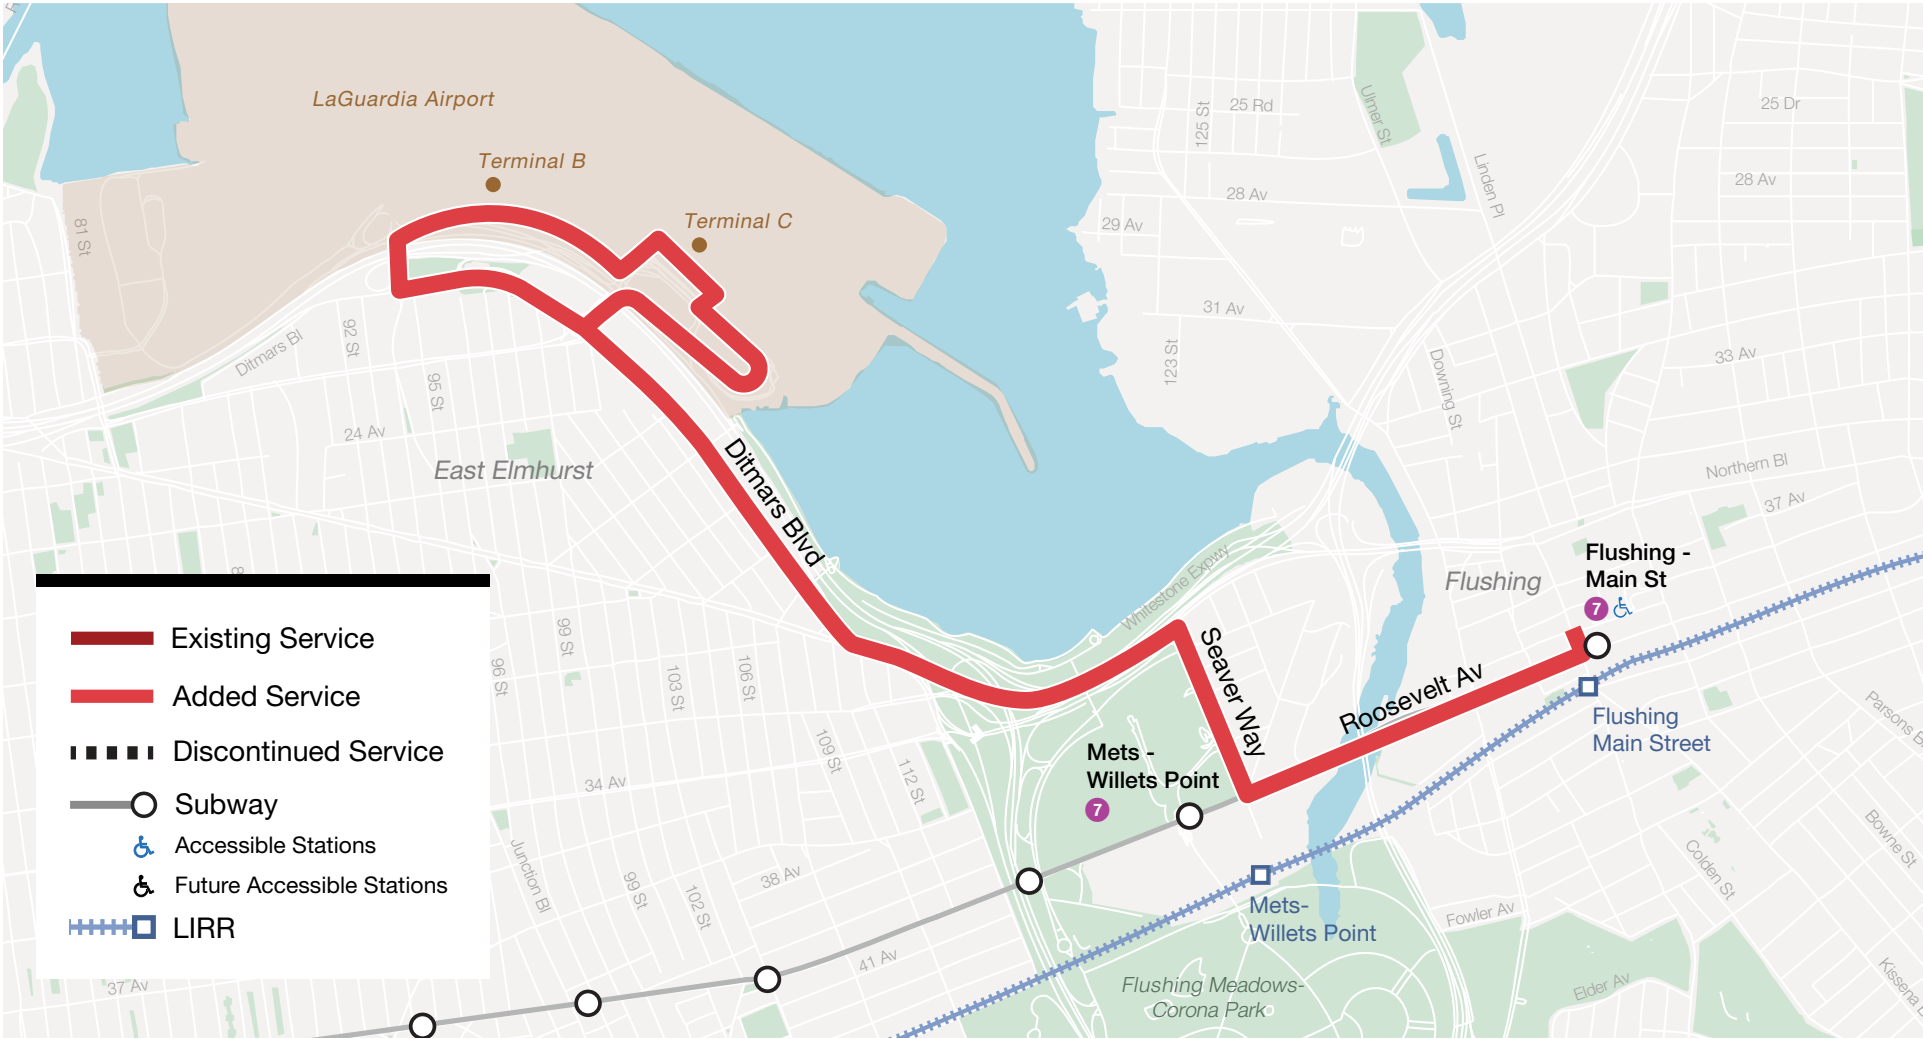 LaGuardia Airport
Terminal B
Terminal C
81 St
Ditmars Bl
92 St
95 St
24 Av
East Elmhurst
Ditmars Blvd
125 St
25 Rd
Ulmer St
25 Dr
28 Av
28 Av
Linden Pl
29 Av
31 Av
123 St
Downing St
33 Av
Northern Bl
37 Av
Whitestone Expwy
Flushing
Flushing -
Main St
7
Seaver Way
Roosevelt Av
Flushing
Main Street
Parsons B
Mets -
Willets Point
7
Mets-
Willets Point
Flushing Meadows-
Corona Park
Fowler Av
Elder Av
Colden St
Bowne St
Kissena B
8
99 St
96 St
103 St
106 St
109 St
112 St
34 Av
38 Av
Junction Bl
99 St
102 St
41 Av
37 Av
Existing Service
Added Service
Discontinued Service
Subway
Accessible Stations
Future Accessible Stations
LIRR